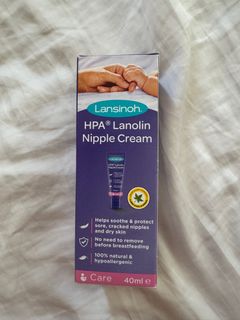 Lansinoh®
HPA® Lanolin
Nipple Cream
Helps soothe & protect
sore, cracked nipples
and dry skin
No need to remove
before breastfeeding
100% natural &
hypoallergenic
Care
40ml e